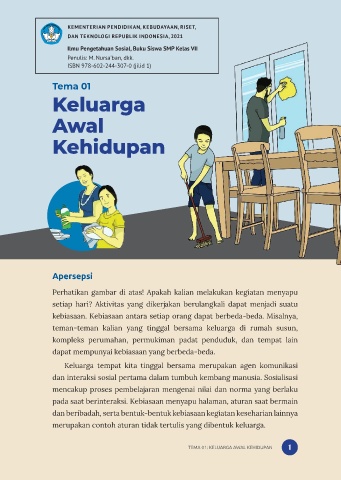 KEMENTERIAN PENDIDIKAN, KEBUDAYAAN, RISET,
DAN TEKNOLOGI REPUBLIK INDONESIA, 2021
Ilmu Pengetahuan Sosial, Buku Siswa SMP Kelas VII
Penulis: M. Nursa'ban, dkk.
ISBN 978-602-244-307-0 (jilid 1)
Tema 01
Keluarga
Awal
Kehidupan
Apersepsi
Perhatikan gambar di atas! Apakah kalian melakukan kegiatan menyapu
setiap hari? Aktivitas yang dikerjakan berulangkali dapat menjadi suatu
kebiasaan. Kebiasaan antara setiap orang dapat berbeda-beda. Misalnya,
teman-teman kalian yang tinggal bersama keluarga di rumah susun,
kompleks perumahan, permukiman padat penduduk, dan tempat lain
dapat mempunyai kebiasaan yang berbeda-beda.
Keluarga tempat kita tinggal bersama merupakan agen komunikasi
dan interaksi sosial pertama dalam tumbuh kembang manusia. Sosialisasi
mencakup proses pembelajaran mengenai nilai dan norma yang berlaku
pada saat berinteraksi. Kebiasaan menyapu halaman, aturan saat bermain
dan beribadah, serta bentuk-bentuk kebiasaan kegiatan keseharian lainnya
merupakan contoh aturan tidak tertulis yang dibentuk keluarga.
TEMA 01: KELUARGA AWAL KEHIDUPAN 1